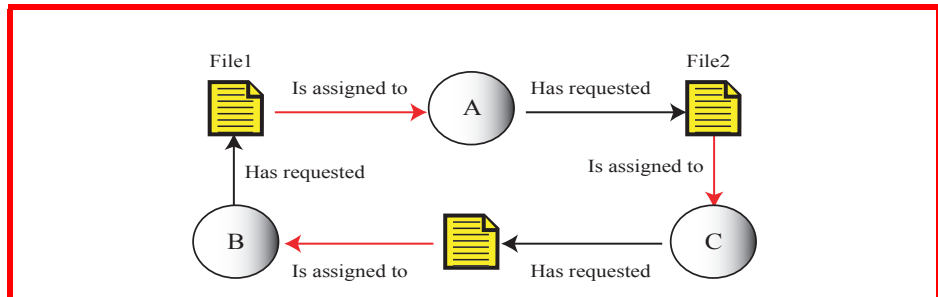 File1
File2
Is assigned to
Has requested
A
Has requested
Is assigned to
B
C
Is assigned to
Has requested